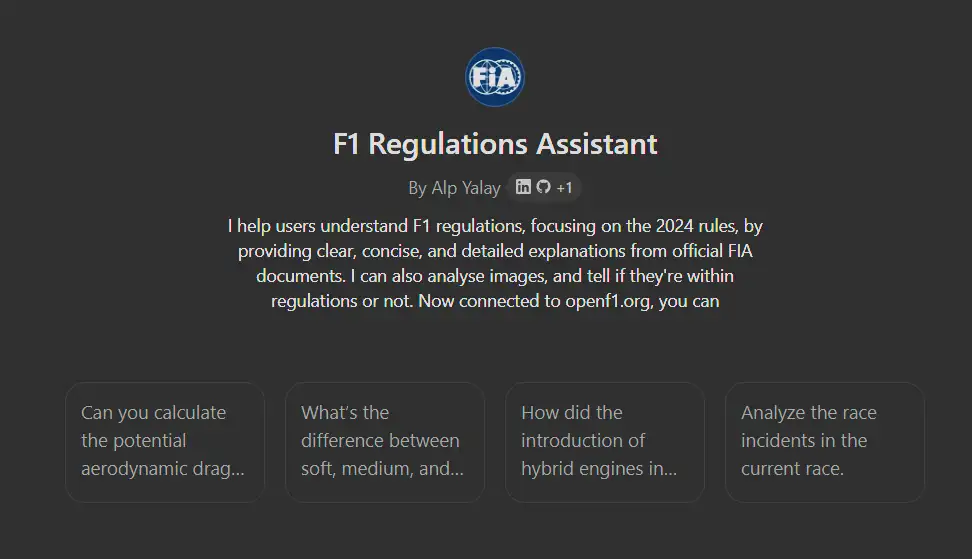 FiA
F1 Regulations Assistant
By Alp Yalay
in
+1
I help users understand F1 regulations, focusing on the 2024 rules, by
providing clear, concise, and detailed explanations from official FIA
documents. I can also analyse images, and tell if they're within
regulations or not. Now connected to openf1.org, you can
Can you calculate
the potential
aerodynamic drag...
What's the
difference between
soft, medium, and...
How did the
introduction of
hybrid engines in...
Analyze the race
incidents in the
current race.